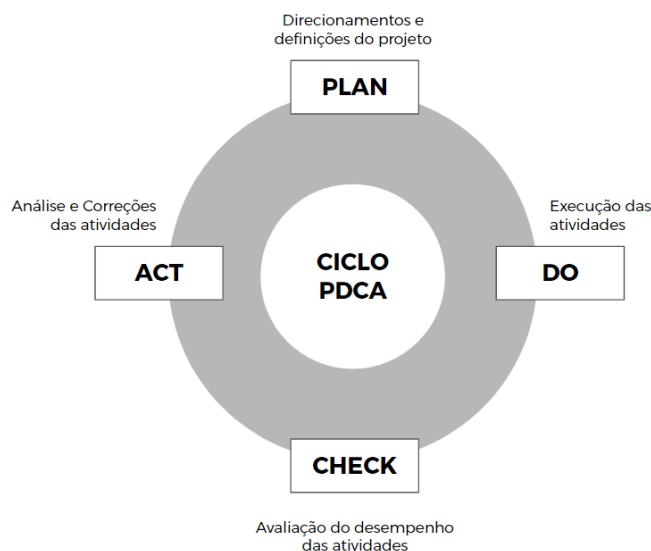 Direcionamentos e
definições do projeto
PLAN
Análise e Correções
das atividades
ACT
CICLO
PDCA
Execução das
atividades
DO
CHECK
Avaliação do desempenho
das atividades